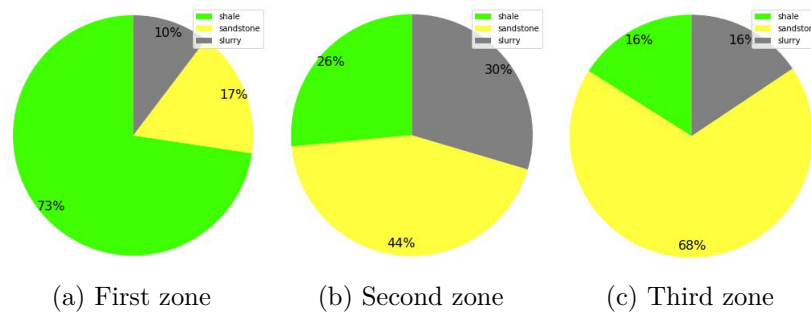 shale
sandstone
slurry
10%
17%
73%
shale
sandstone
slurry
26%
30%
44%
shale
sandstone
slurry
16%
16%
68%
(a) First zone
(b) Second zone
(c) Third zone